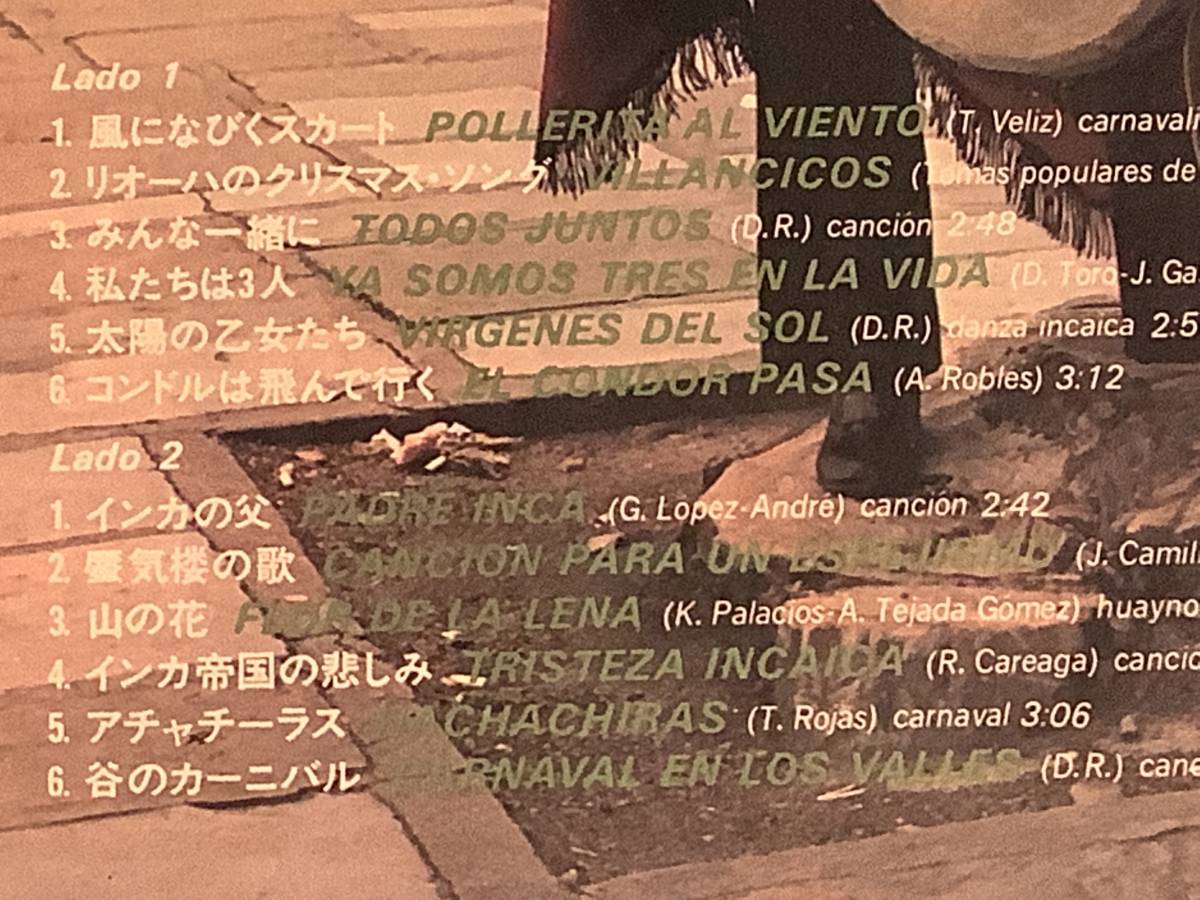 Lado 1
1. 風になびくスカート POLLERITA AL VIENTO (T. Veliz) carnaval
2. リオーハのクリスマス・ソング VILLANCICOS (Temas populares de
3. みんな一緒に TODOS JUNTOS (D.R.) canción 2:48
4. 私たちは3人 YA SOMOS TRES EN LA VIDA (D. Toro-J. Ga
5. 太陽の乙女たち VIRGENES DEL SOL (D.R.) danza incaica 2:5
6. コンドルは飛んで行く EL CONDOR PASA (A. Robles) 3:12
Lado 2
1. インカの父 PADRE INCA (G. López-André) canción 2:42
2. 蜃気楼の歌 CANCION PARA UN (J. Camil
3. 山の花 FLOR DE LA LENA (K. Palacios-A. Tejada Gómez) huayno
4. インカ帝国の悲しみ TRISTEZA INCAICA (R. Careaga) canció
5. アチャチーラス ACHACHIRAS (T. Rojas) carnaval 3:06
6. 谷のカーニバル CARNAVAL EN LOS VALLES (D.R.)